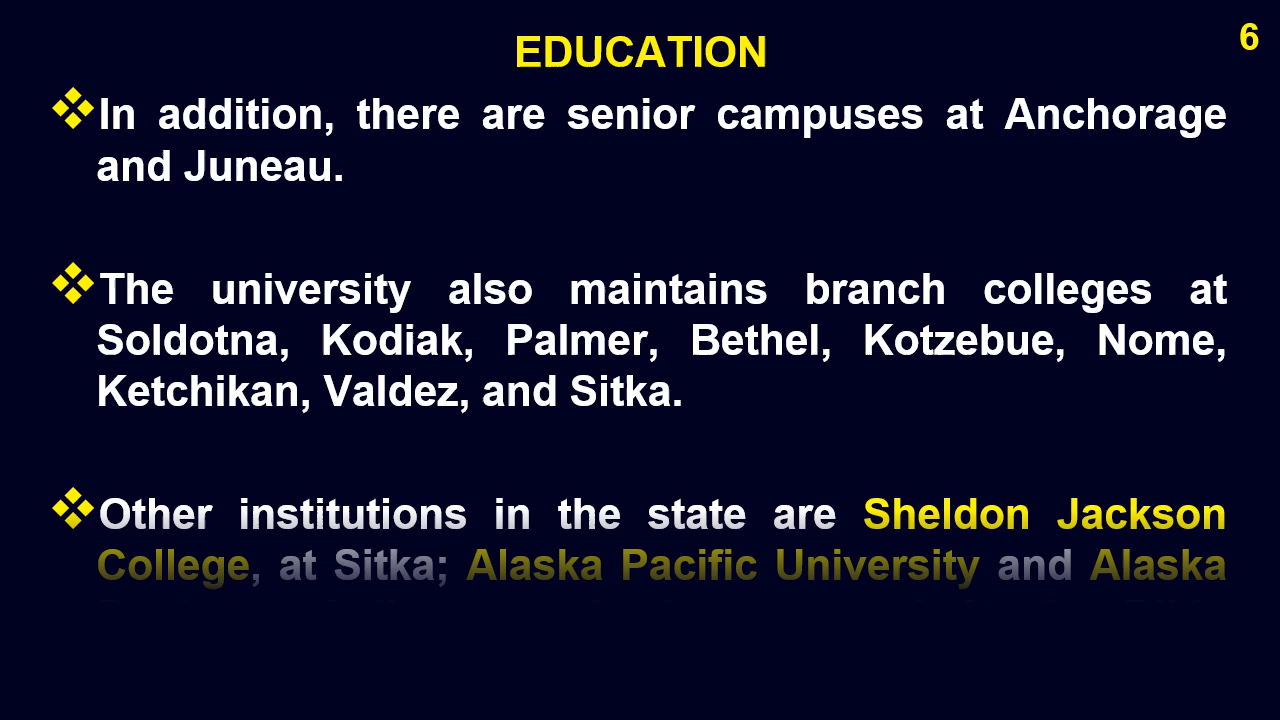 EDUCATION
6
In addition, there are senior campuses at Anchorage
and Juneau.
The university also maintains branch colleges at
Soldotna, Kodiak, Palmer, Bethel, Kotzebue, Nome,
Ketchikan, Valdez, and Sitka.
Other institutions in the state are Sheldon Jackson
College, at Sitka; Alaska Pacific University and Alaska